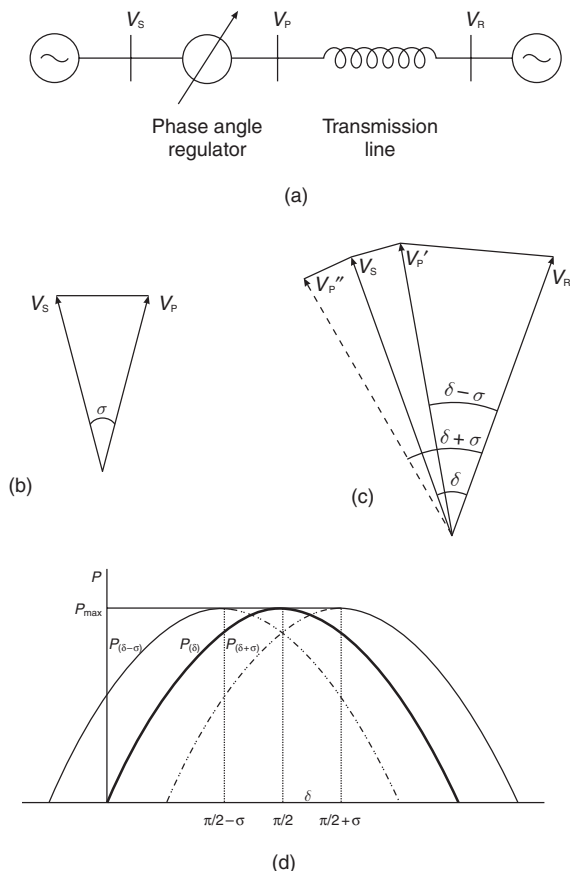 V_S V_P V_R
Phase angle regulator
Transmission line
(a)
V_S V_P
σ
(b)
V_P″ V_S V_P′ V_R
δ − σ
δ + σ
δ
(c)
P
P_max
P_(δ−σ) P_(δ) P_(δ+σ)
δ
π/2−σ π/2 π/2+σ
(d)